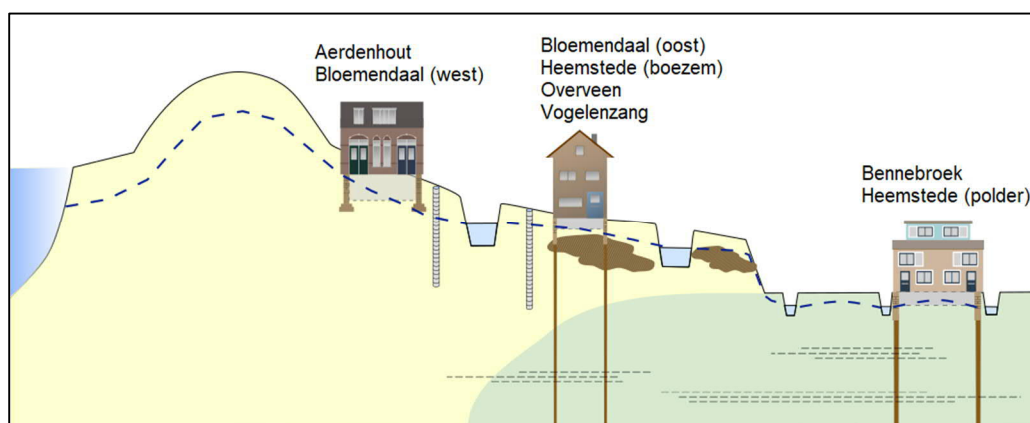 Aerdenhout
Bloemendaal (west)
Bloemendaal (oost)
Heemstede (boezem)
Overveen
Vogelenzang
Bennebroek
Heemstede (polder)